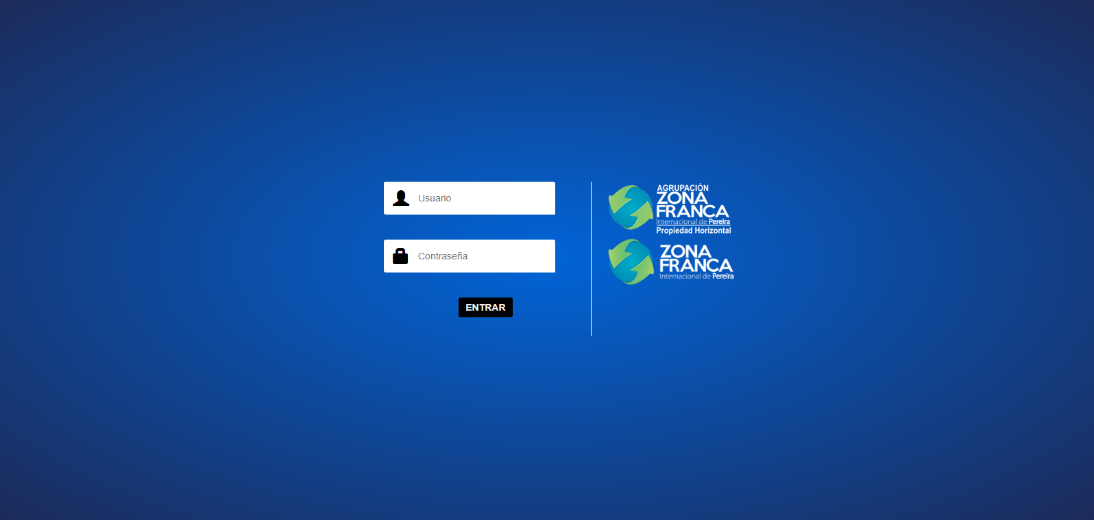 Usuario
Contraseña
ENTRAR
AGRUPACIÓN
ZONA
FRANCA
Internacional de Pereira
Propiedad Horizontal
ZONA
FRANCA
Internacional de Pereira